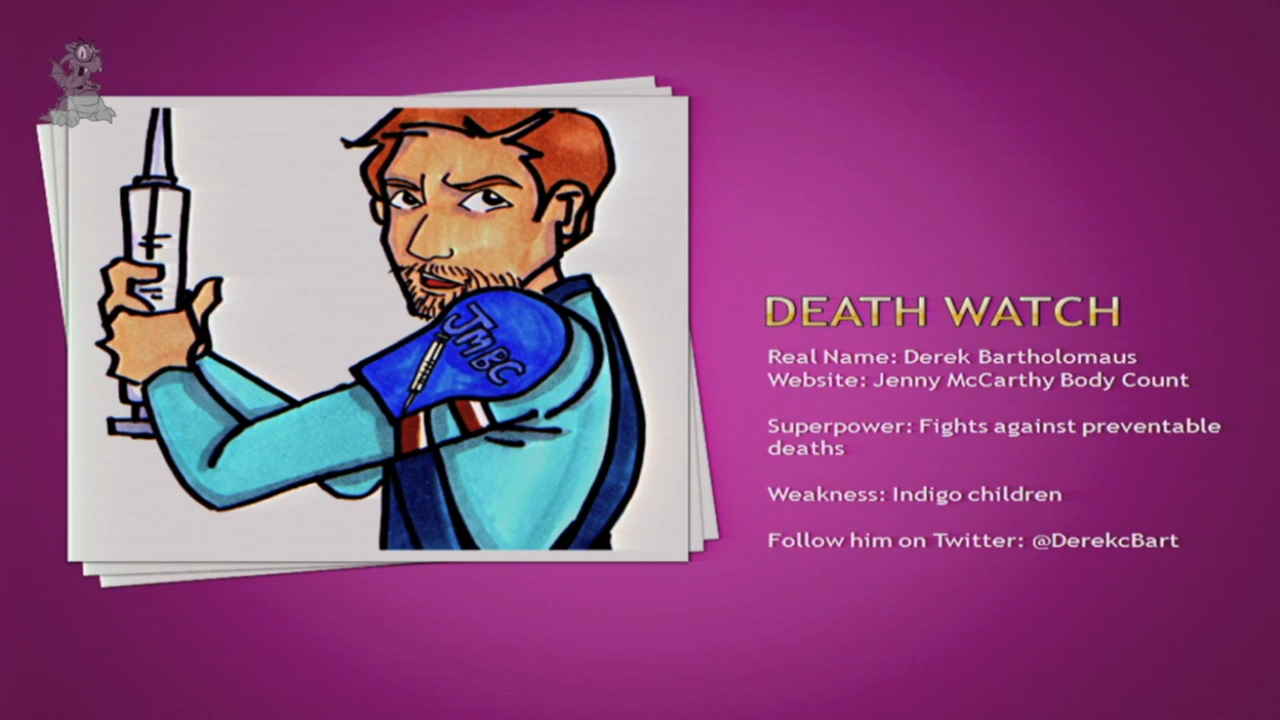 JMBC
DEATH WATCH
Real Name: Derek Bartholomaus
Website: Jenny McCarthy Body Count
Superpower: Fights against preventable
deaths
Weakness: Indigo children
Follow him on Twitter: @DerekcBart